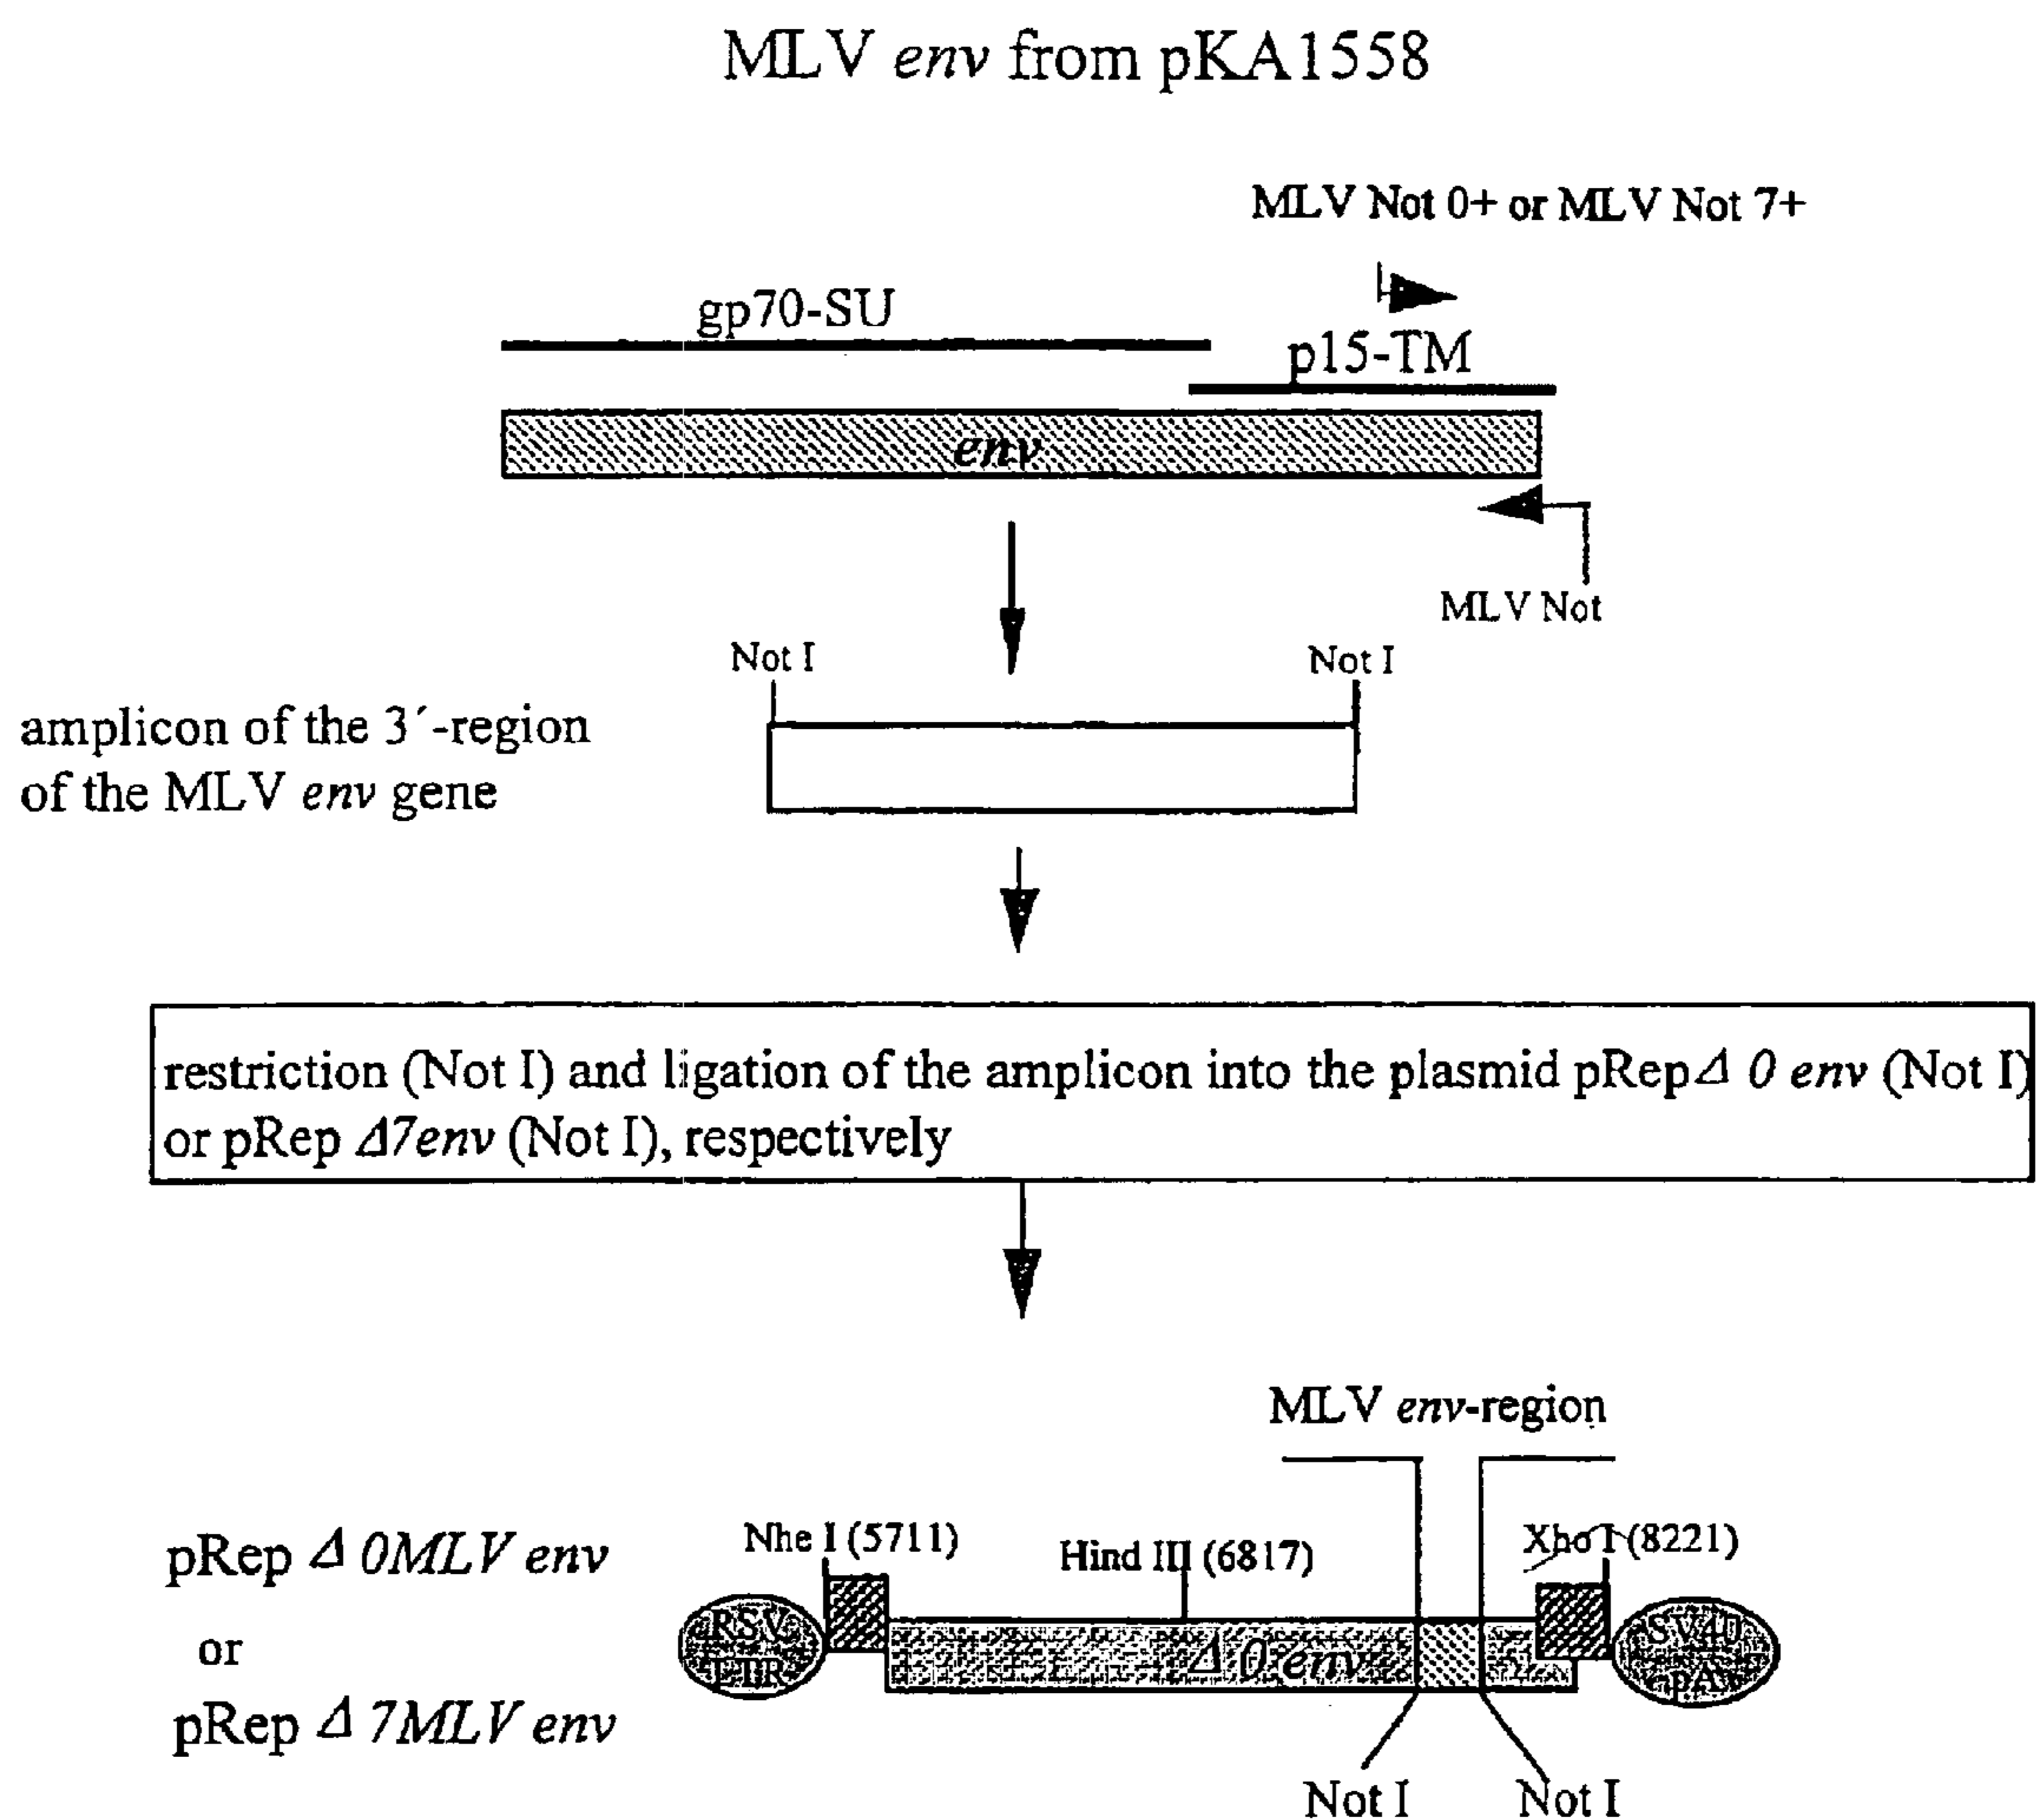 MLV env from pKA1558
MLV Not 0+ or MLV Not 7+
gp70-SU
p15-TM
env
MLV Not
Not I
Not I
amplicon of the 3´-region
of the MLV env gene
restriction (Not I) and ligation of the amplicon into the plasmid pRepΔ 0 env (Not I)
or pRep Δ7env (Not I), respectively
MLV env-region
pRep Δ 0MLV env
or
pRep Δ 7MLV env
Nhe I (5711)
Hind III (6817)
Xho I (8221)
RSV
LTR
Δ 0 env
SV40
pA
Not I
Not I